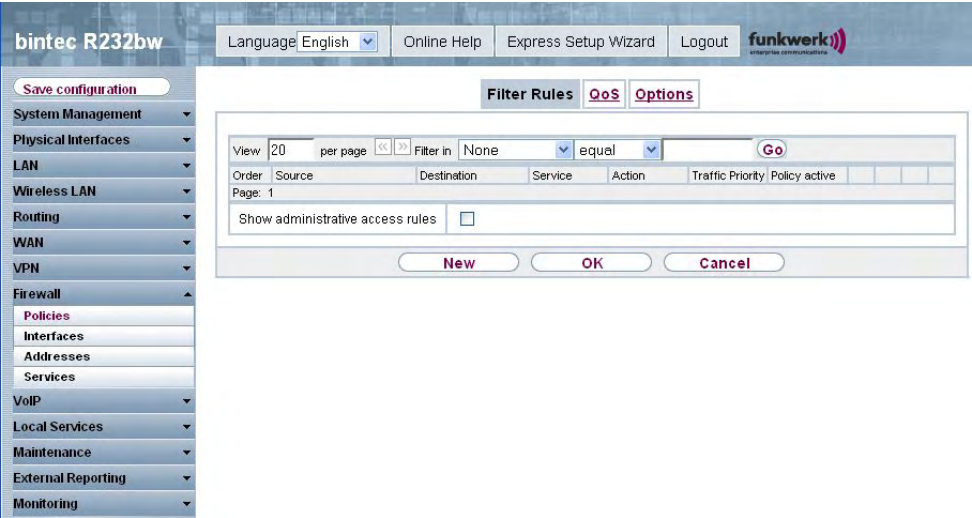 bintec R232bw
Language English
Online Help
Express Setup Wizard
Logout
funkwerk
enterprise communications
Save configuration
System Management
Physical Interfaces
LAN
Wireless LAN
Routing
WAN
VPN
Firewall
Policies
Interfaces
Addresses
Services
VoIP
Local Services
Maintenance
External Reporting
Monitoring
Filter Rules QoS Options
View 20 per page « » Filter in None equal Go
Order Source Destination Service Action Traffic Priority Policy active
Page: 1
Show administrative access rules
New OK Cancel